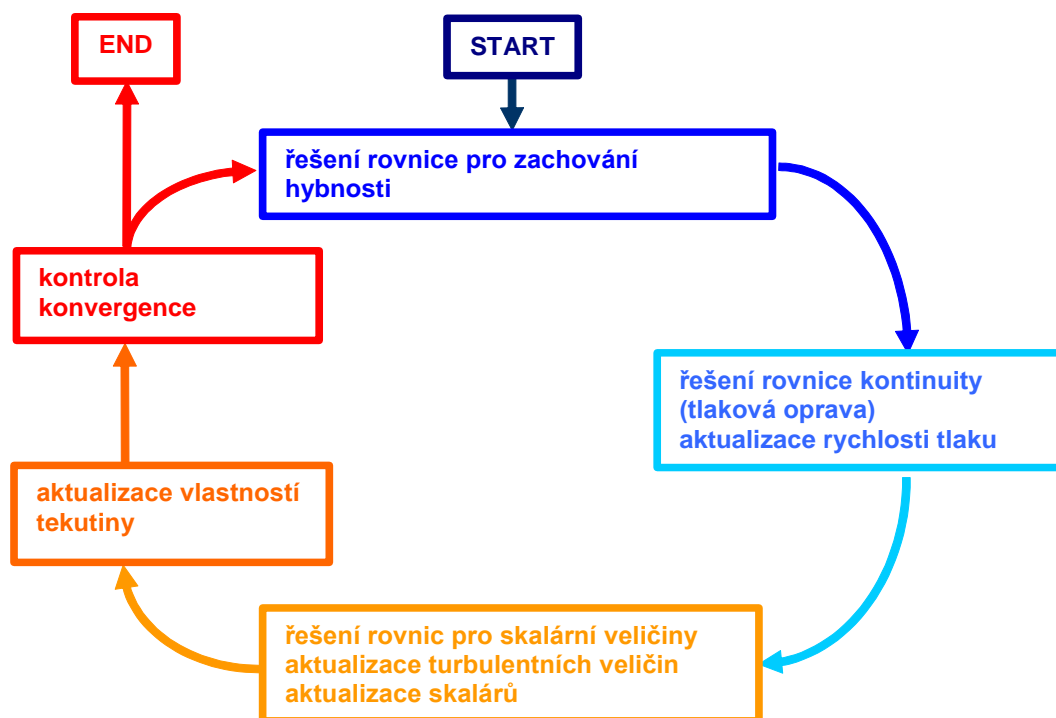 END
START
řešení rovnice pro zachování
hybnosti
kontrola
konvergence
řešení rovnice kontinuity
(tlaková oprava)
aktualizace rychlosti tlaku
aktualizace vlastností
tekutiny
řešení rovnic pro skalární veličiny
aktualizace turbulentních veličin
aktualizace skalárů